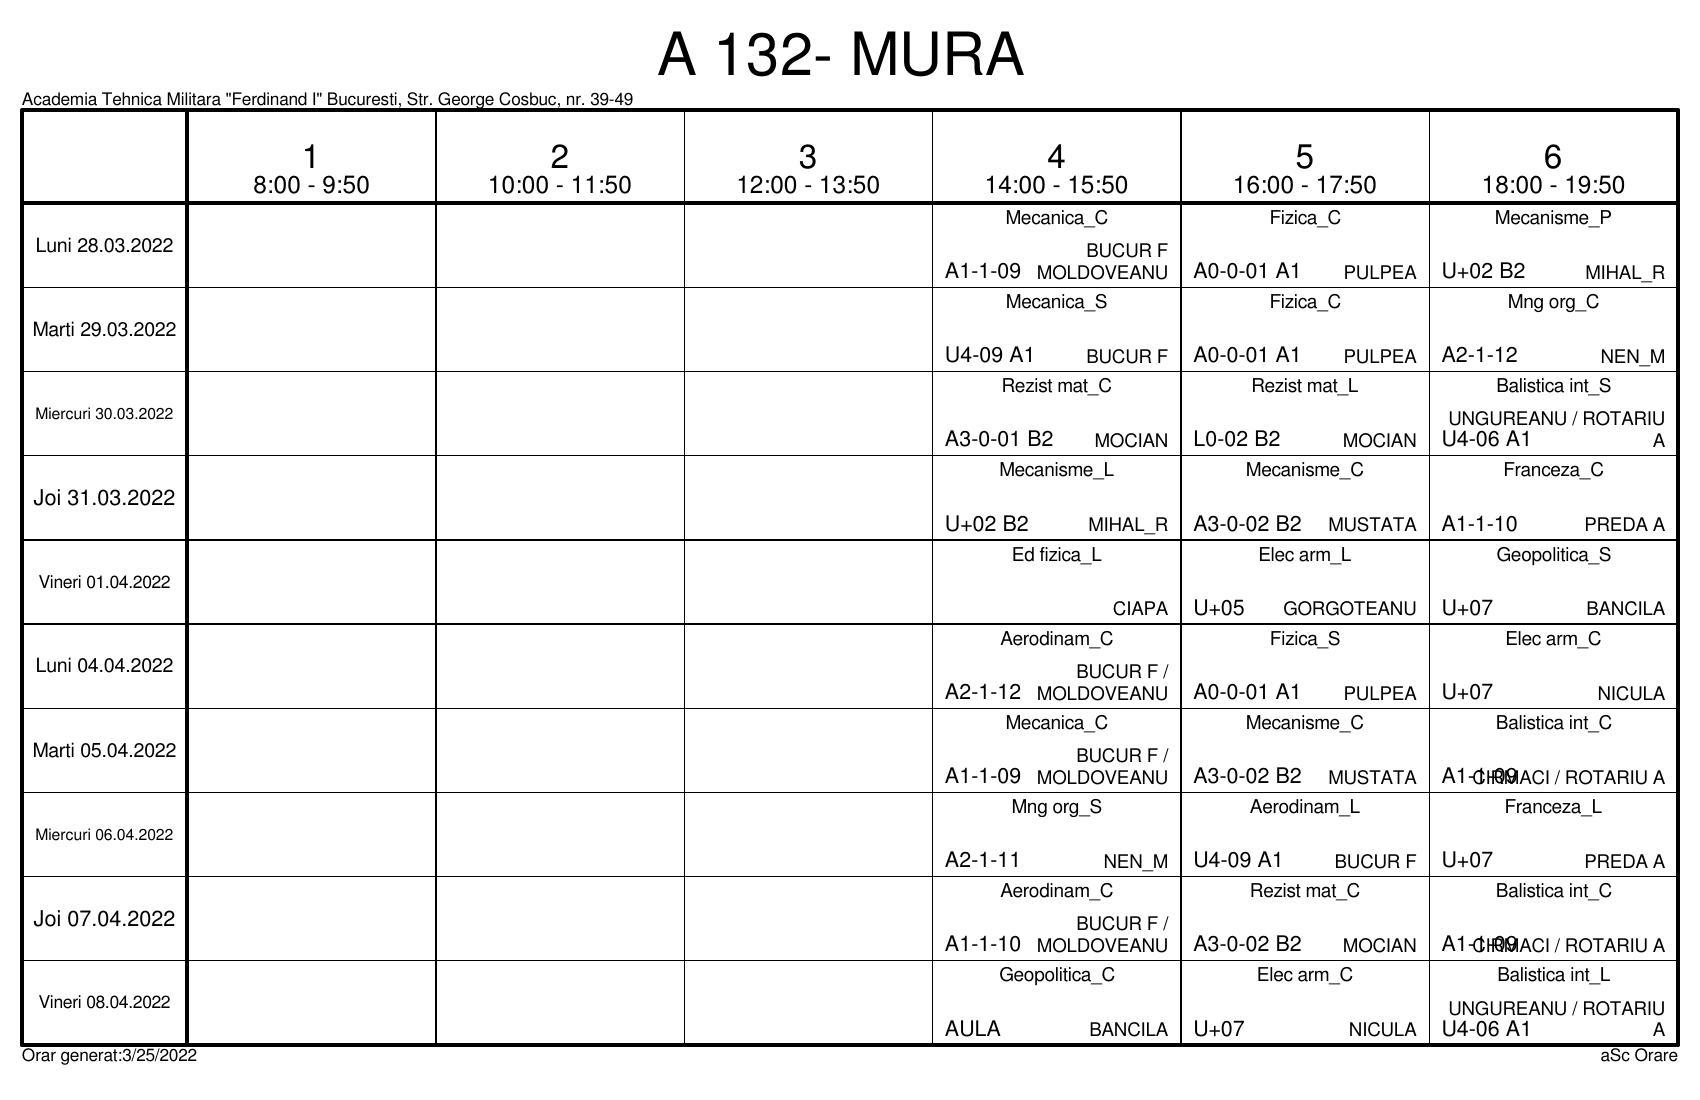 A 132- MURA
Academia Tehnica Militara "Ferdinand I" Bucuresti, Str. George Cosbuc, nr. 39-49
1 2 3 4 5 6
8:00 - 9:50 10:00 - 11:50 12:00 - 13:50 14:00 - 15:50 16:00 - 17:50 18:00 - 19:50
Luni 28.03.2022
Mecanica_C
BUCUR F
A1-1-09 MOLDOVEANU
Fizica_C
A0-0-01 A1 PULPEA
Mecanisme_P
U+02 B2 MIHAL_R
Marti 29.03.2022
Mecanica_S
U4-09 A1 BUCUR F
Fizica_C
A0-0-01 A1 PULPEA
Mng org_C
A2-1-12 NEN_M
Miercuri 30.03.2022
Rezist mat_C
A3-0-01 B2 MOCIAN
Rezist mat_L
L0-02 B2 MOCIAN
Balistica int_S
UNGUREANU / ROTARIU
U4-06 A1 A
Joi 31.03.2022
Mecanisme_L
U+02 B2 MIHAL_R
Mecanisme_C
A3-0-02 B2 MUSTATA
Franceza_C
A1-1-10 PREDA A
Vineri 01.04.2022
Ed fizica_L
CIAPA
Elec arm_L
U+05 GORGOTEANU
Geopolitica_S
U+07 BANCILA
Luni 04.04.2022
Aerodinam_C
BUCUR F /
A2-1-12 MOLDOVEANU
Fizica_S
A0-0-01 A1 PULPEA
Elec arm_C
U+07 NICULA
Marti 05.04.2022
Mecanica_C
BUCUR F /
A1-1-09 MOLDOVEANU
Mecanisme_C
A3-0-02 B2 MUSTATA
Balistica int_C
A1-1-09 / ROTARIU A
Miercuri 06.04.2022
Mng org_S
A2-1-11 NEN_M
Aerodinam_L
U4-09 A1 BUCUR F
Franceza_L
U+07 PREDA A
Joi 07.04.2022
Aerodinam_C
BUCUR F /
A1-1-10 MOLDOVEANU
Rezist mat_C
A3-0-02 B2 MOCIAN
Balistica int_C
A1-1-09 / ROTARIU A
Vineri 08.04.2022
Geopolitica_C
AULA BANCILA
Elec arm_C
U+07 NICULA
Balistica int_L
UNGUREANU / ROTARIU
U4-06 A1 A
Orar generat:3/25/2022 aSc Orare